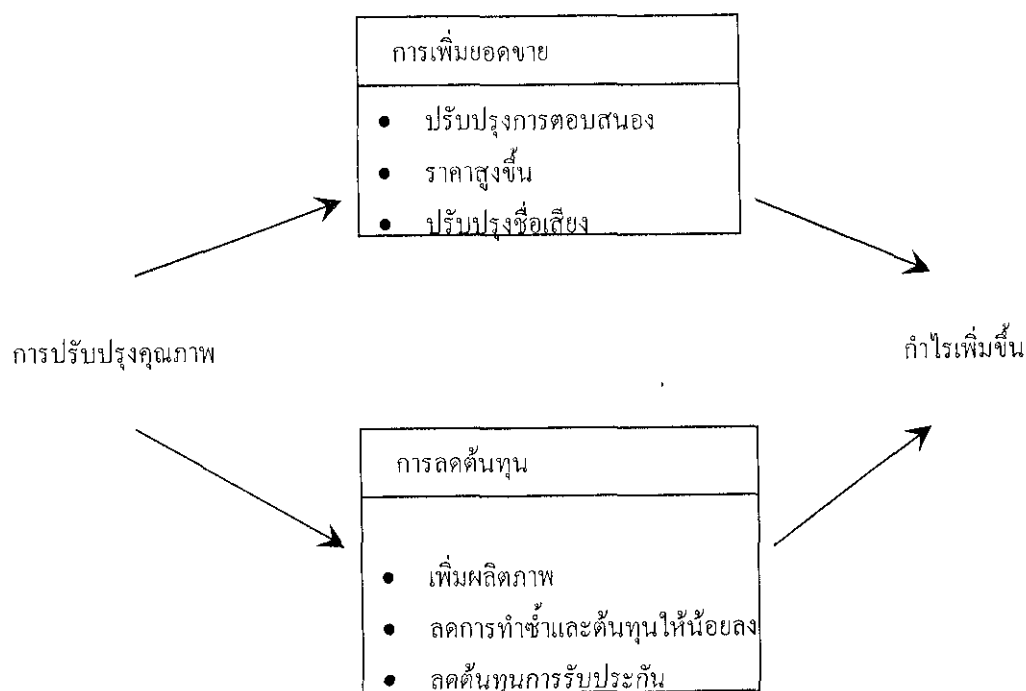 การเพิ่มยอดขาย
● ปรับปรุงการตอบสนอง
● ราคาสูงขึ้น
● ปรับปรุงชื่อเสียง
การปรับปรุงคุณภาพ
กำไรเพิ่มขึ้น
การลดต้นทุน
● เพิ่มผลิตภาพ
● ลดการทำซ้ำและต้นทุนให้น้อยลง
● ลดต้นทุนการรับประกัน